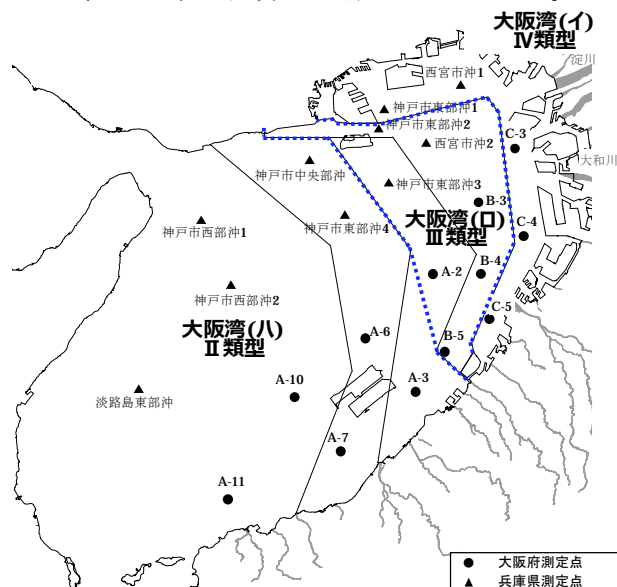 大阪湾(イ)
Ⅳ類型
淀川
西宮市沖1
神戸市東部沖1
神戸市東部沖2
西宮市沖2
C-3
大和川
神戸市中央部沖
神戸市東部沖3
B-3
神戸市東部沖4
大阪湾(ロ)
Ⅲ類型
C-4
神戸市西部沖1
A-2
B-4
神戸市西部沖2
C-5
大阪湾(ハ)
Ⅱ類型
A-6
B-5
淡路島東部沖
A-10
A-3
A-7
A-11
● 大阪府測定点
▲ 兵庫県測定点